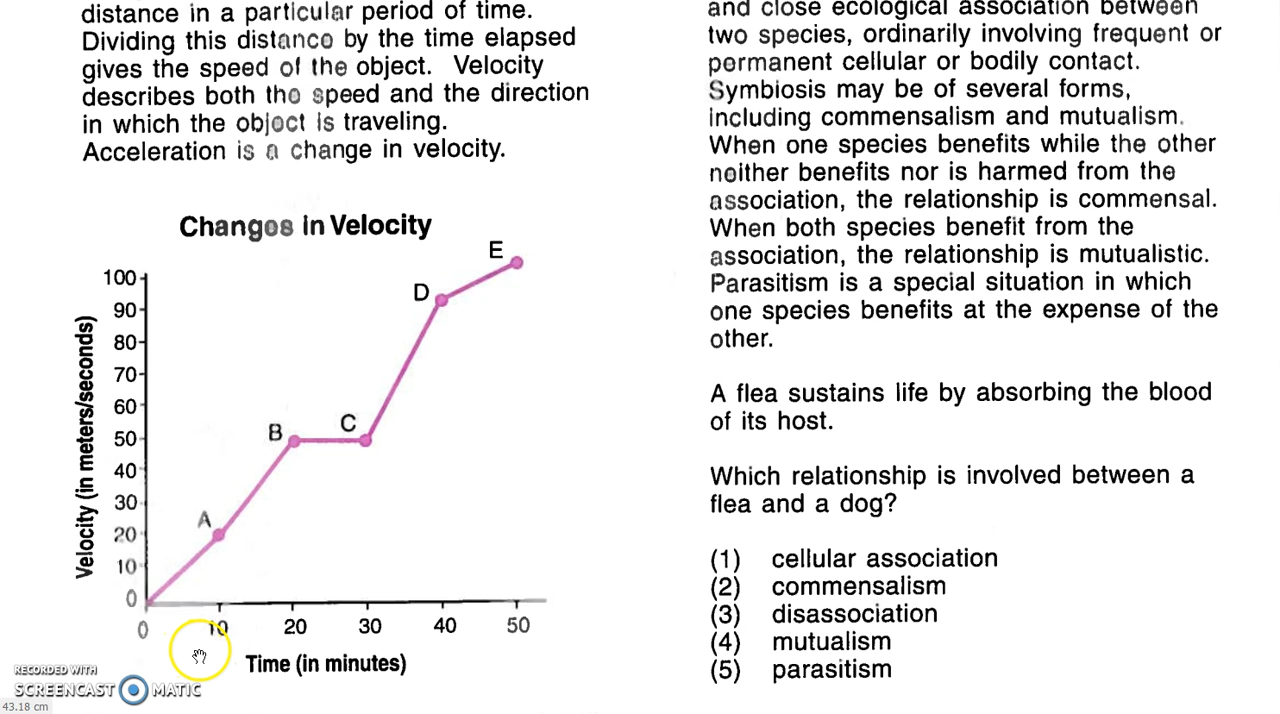 distance in a particular period of time.
Dividing this distance by the time elapsed
gives the speed of the object. Velocity
describes both the speed and the direction
in which the object is traveling.
Acceleration is a change in velocity.
Changes in Velocity
Velocity (in meters/seconds)
100
90
80
70
60
50
40
30
20
10
0
A
B
C
D
E
0 10 20 30 40 50
Time (in minutes)
RECORDED WITH
SCREENCAST MATIC
43.18 cm
and close ecological association between
two species, ordinarily involving frequent or
permanent cellular or bodily contact.
Symbiosis may be of several forms,
including commensalism and mutualism.
When one species benefits while the other
neither benefits nor is harmed from the
association, the relationship is commensal.
When both species benefit from the
association, the relationship is mutualistic.
Parasitism is a special situation in which
one species benefits at the expense of the
other.
A flea sustains life by absorbing the blood
of its host.
Which relationship is involved between a
flea and a dog?
(1) cellular association
(2) commensalism
(3) disassociation
(4) mutualism
(5) parasitism